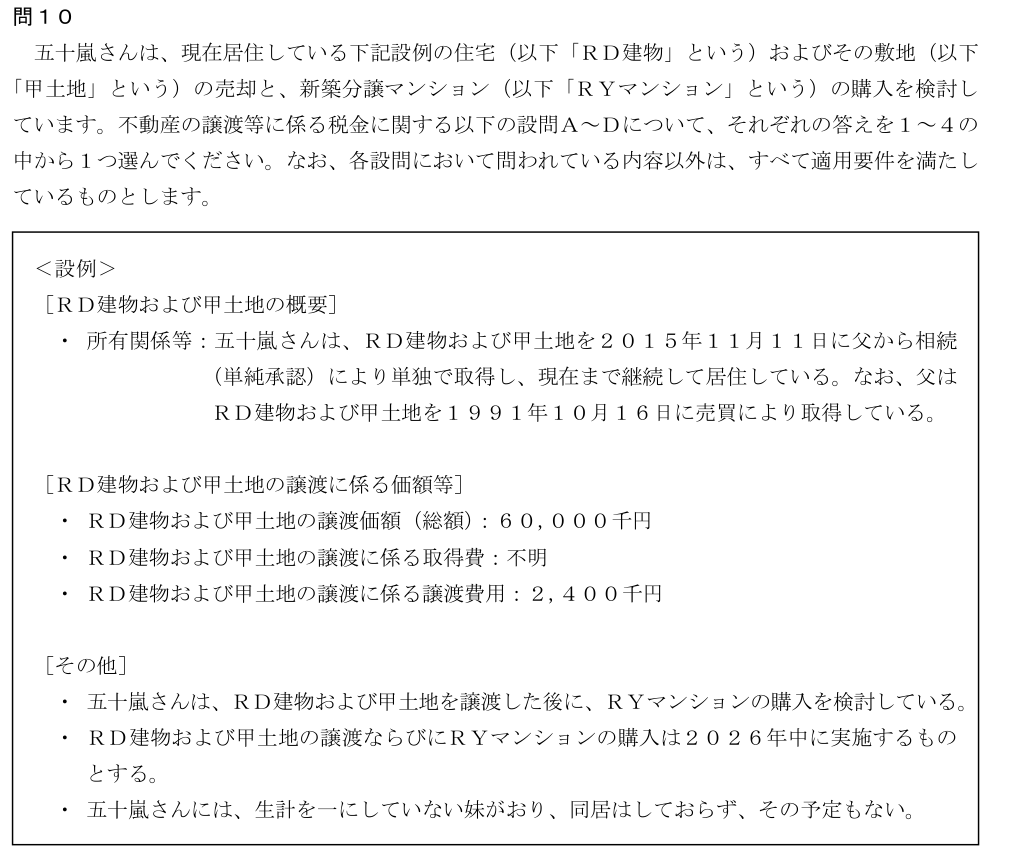 問１０
　五十嵐さんは、現在居住している下記設例の住宅（以下「ＲＤ建物」という）およびその敷地（以下
「甲土地」という）の売却と、新築分譲マンション（以下「ＲＹマンション」という）の購入を検討し
ています。不動産の譲渡等に係る税金に関する以下の設問Ａ～Ｄについて、それぞれの答えを１～４の
中から１つ選んでください。なお、各設問において問われている内容以外は、すべて適用要件を満たし
ているものとします。
＜設例＞
［ＲＤ建物および甲土地の概要］
・ 所有関係等：五十嵐さんは、ＲＤ建物および甲土地を２０１５年１１月１１日に父から相続
（単純承認）により単独で取得し、現在まで継続して居住している。なお、父は
ＲＤ建物および甲土地を１９９１年１０月１６日に売買により取得している。
［ＲＤ建物および甲土地の譲渡に係る価額等］
・ ＲＤ建物および甲土地の譲渡価額（総額）：６０,０００千円
・ ＲＤ建物および甲土地の譲渡に係る取得費：不明
・ ＲＤ建物および甲土地の譲渡に係る譲渡費用：２,４００千円
［その他］
・ 五十嵐さんは、ＲＤ建物および甲土地を譲渡した後に、ＲＹマンションの購入を検討している。
・ ＲＤ建物および甲土地の譲渡ならびにＲＹマンションの購入は２０２６年中に実施するもの
とする。
・ 五十嵐さんには、生計を一にしていない妹がおり、同居はしておらず、その予定もない。